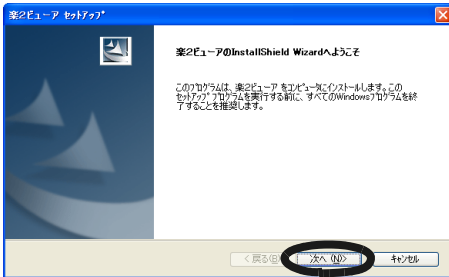 楽2ビューア セットアップ
楽2ビューアのInstallShield Wizardへようこそ
このプログラムは、楽2ビューア をコンピュータにインストールします。この
セットアップ プログラムを実行する前に、すべてのWindowsプログラムを終
了することを推奨します。
< 戻る(B) 次へ (N)> キャンセル